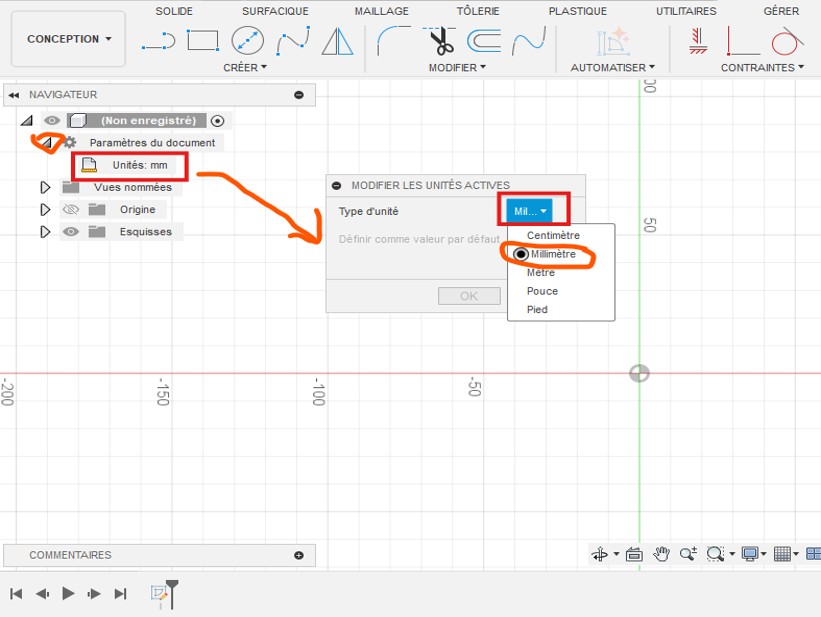 SOLIDE SURFACIQUE MAILLAGE TÔLERIE PLASTIQUE UTILITAIRES GÉRER
CONCEPTION
CRÉER MODIFIER AUTOMATISER CONTRAINTES
NAVIGATEUR
(Non enregistré)
Paramètres du document
Unités: mm
Vues nommées
Origine
Esquisses
MODIFIER LES UNITÉS ACTIVES
Type d'unité
Mil...
Définir comme valeur par défaut
Centimètre
Millimètre
Mètre
Pouce
Pied
OK
00
50
-200
-150
-100
-50
COMMENTAIRES